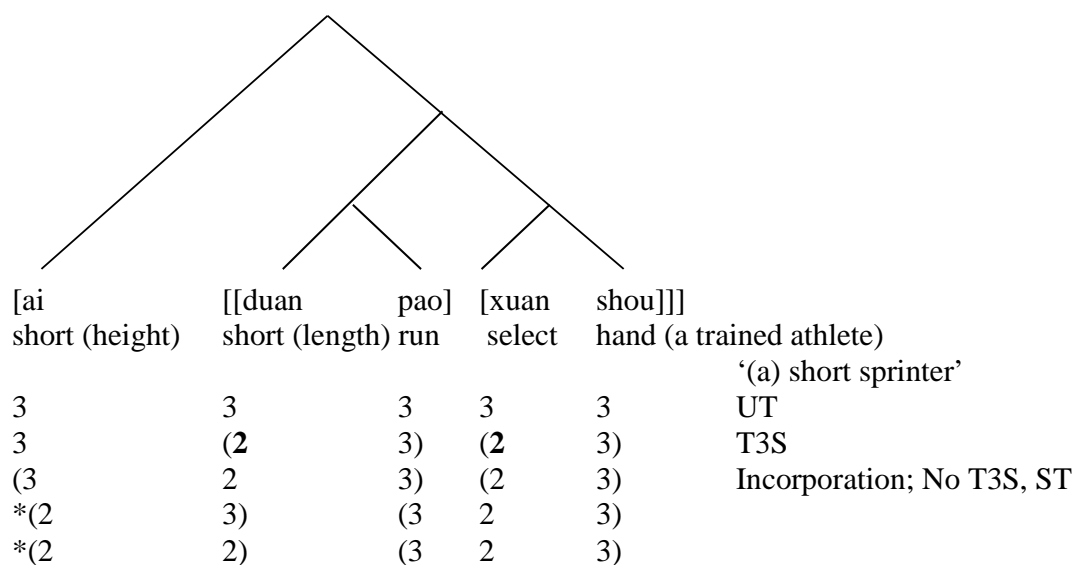 [ai [[duan pao] [xuan shou]]]
short (height) short (length) run select hand (a trained athlete)
‘(a) short sprinter’
3 3 3 3 3 UT
3 (2 3) (2 3) T3S
(3 2 3) (2 3) Incorporation; No T3S, ST
*(2 3) (3 2 3)
*(2 2) (3 2 3)